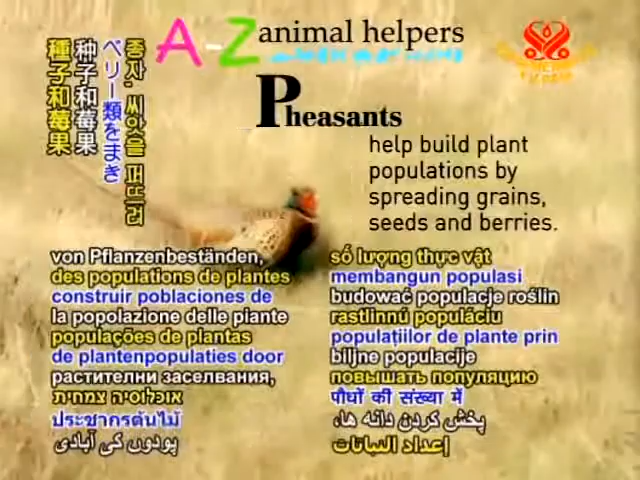 A-Z animal helpers
Pheasants
help build plant
populations by
spreading grains,
seeds and berries.
종자, 씨앗을 퍼뜨려
ベリー類をまき
种子和莓果
種子和莓果
von Pflanzenbeständen,
des populations de plantes
construir poblaciones de
la popolazione delle piante
populações de plantas
de plantenpopulaties door
растителни заселвания,
אוכלוסיה צמחית
ประชากรต้นไม้
پودوں کی آبادی
số lượng thực vật
membangun populasi
budować populacje roślin
rastlinnú populáciu
populațiilor de plante prin
biljne populacije
повышать популяцию
पौधों की संख्या में
پخش کردن دانه ها،
إعداد النباتات